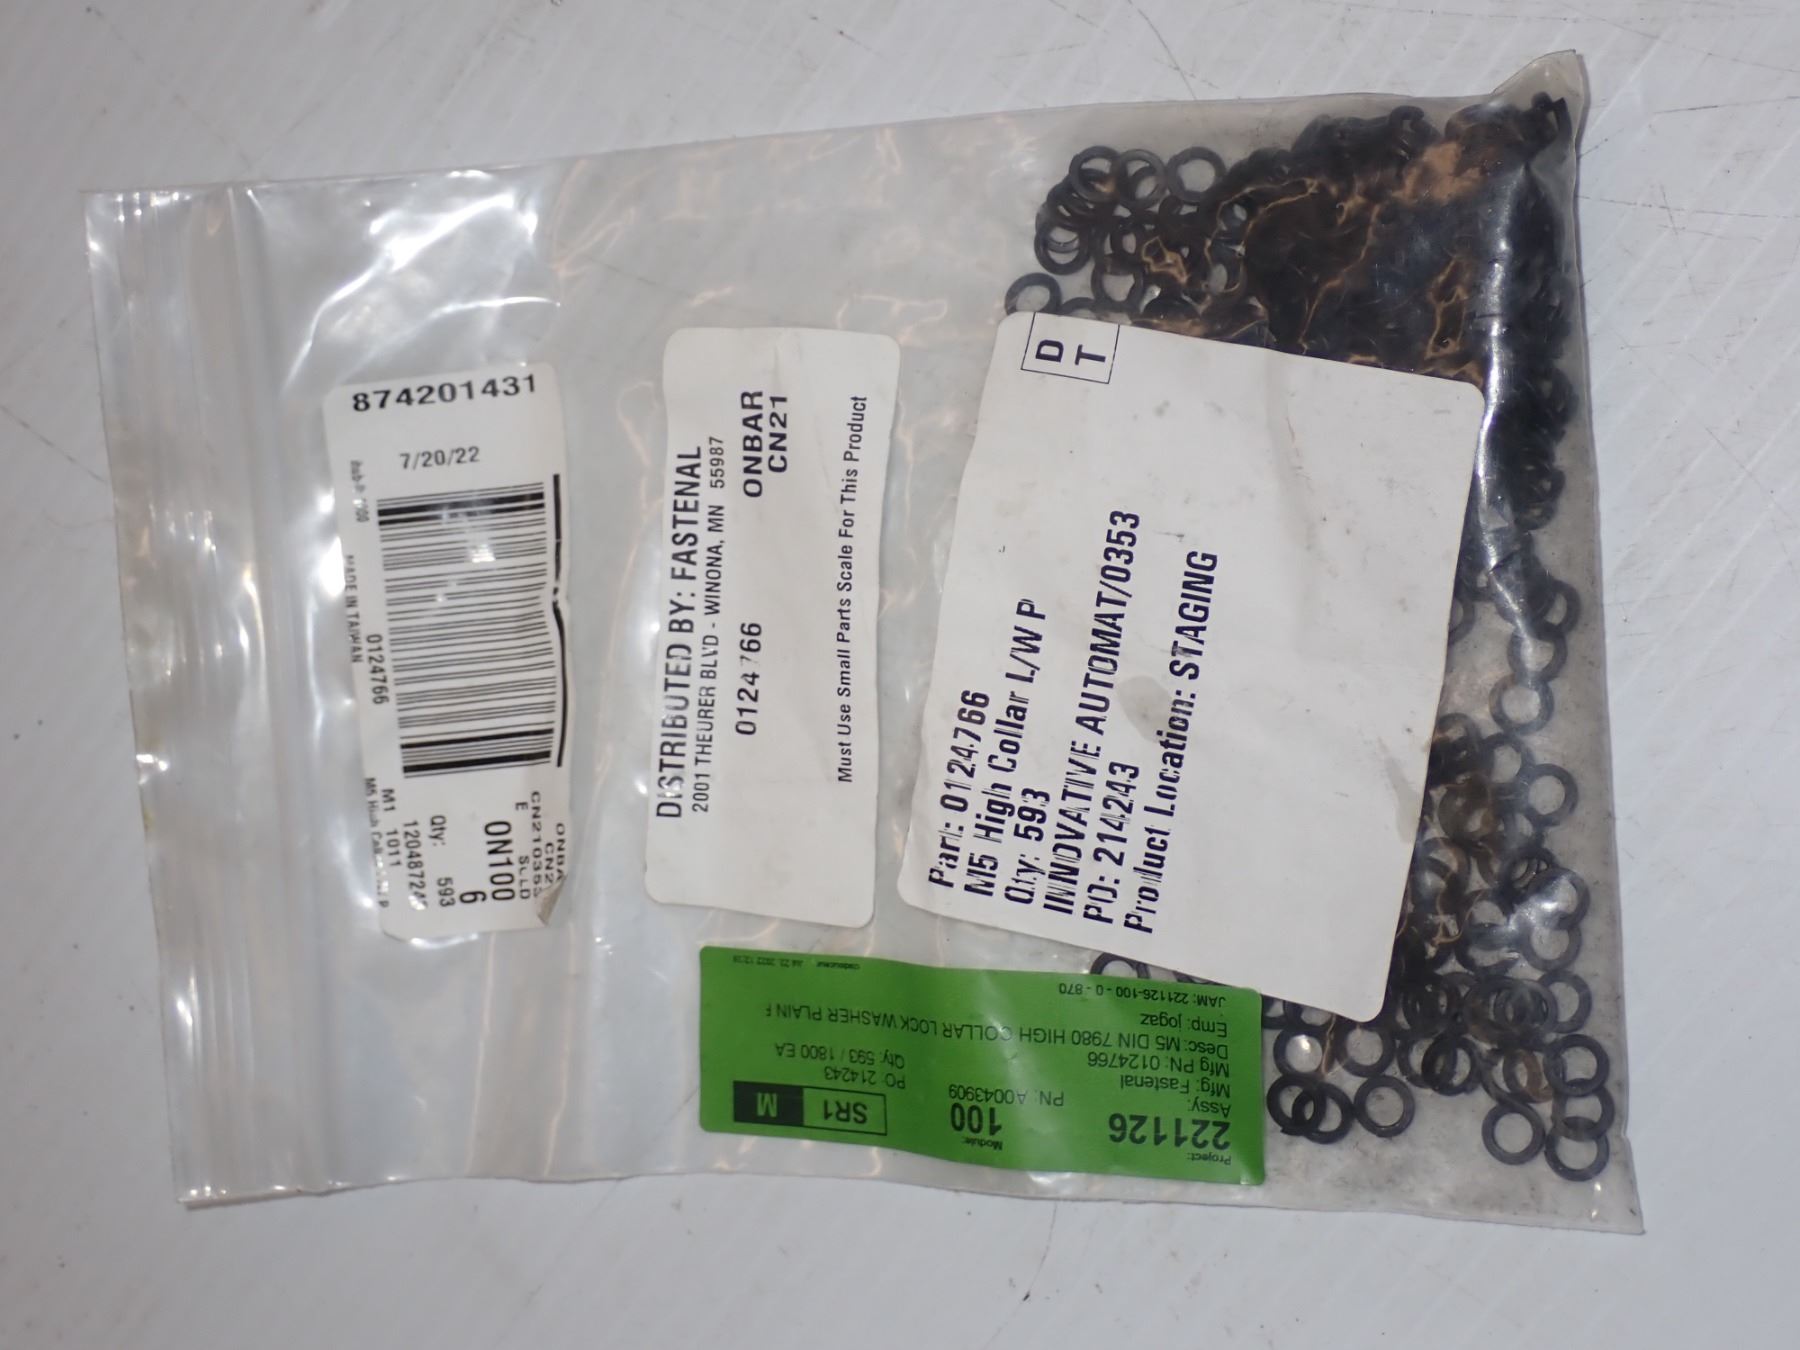 874201431
7/20/22
MADE IN TAIWAN
0124766
M5 High
M1 1011
Qty: 593
0N100
6
E SLLD
DISTRIBUTED BY: FASTENAL
2001 THEURER BLVD - WINONA, MN 55987
0124766
ONBAR
CN21
Must Use Small Parts Scale For This Product
D
T
Part: 0124766
M5 High Collar L/W P
Qty: 593
INNOVATIVE AUTOMAT/0353
PO: 214243
Product Location: STAGING
Project:
221126
Module:
100
SR1 M
Assy:
PN: A0043909
PO: 214243
Mfg: Fastenal
Qty: 593 / 1800 EA
Mfg PN: 0124766
Desc: M5 DIN 7980 HIGH COLLAR LOCK WASHER PLAIN F
Emp: jogaz
JAM: 221126-100 - 0 - 870